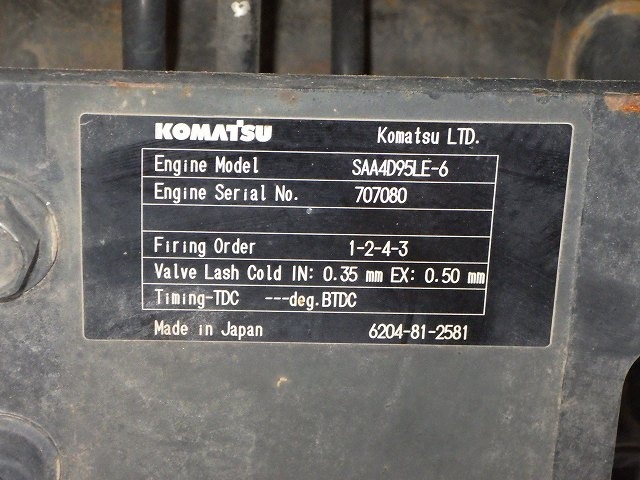 KOMATSU Komatsu LTD.
Engine Model SAA4D95LE-6
Engine Serial No. 707080
Firing Order 1-2-4-3
Valve Lash Cold IN: 0.35 mm EX: 0.50 mm
Timing-TDC ---deg.BTDC
Made in Japan 6204-81-2581